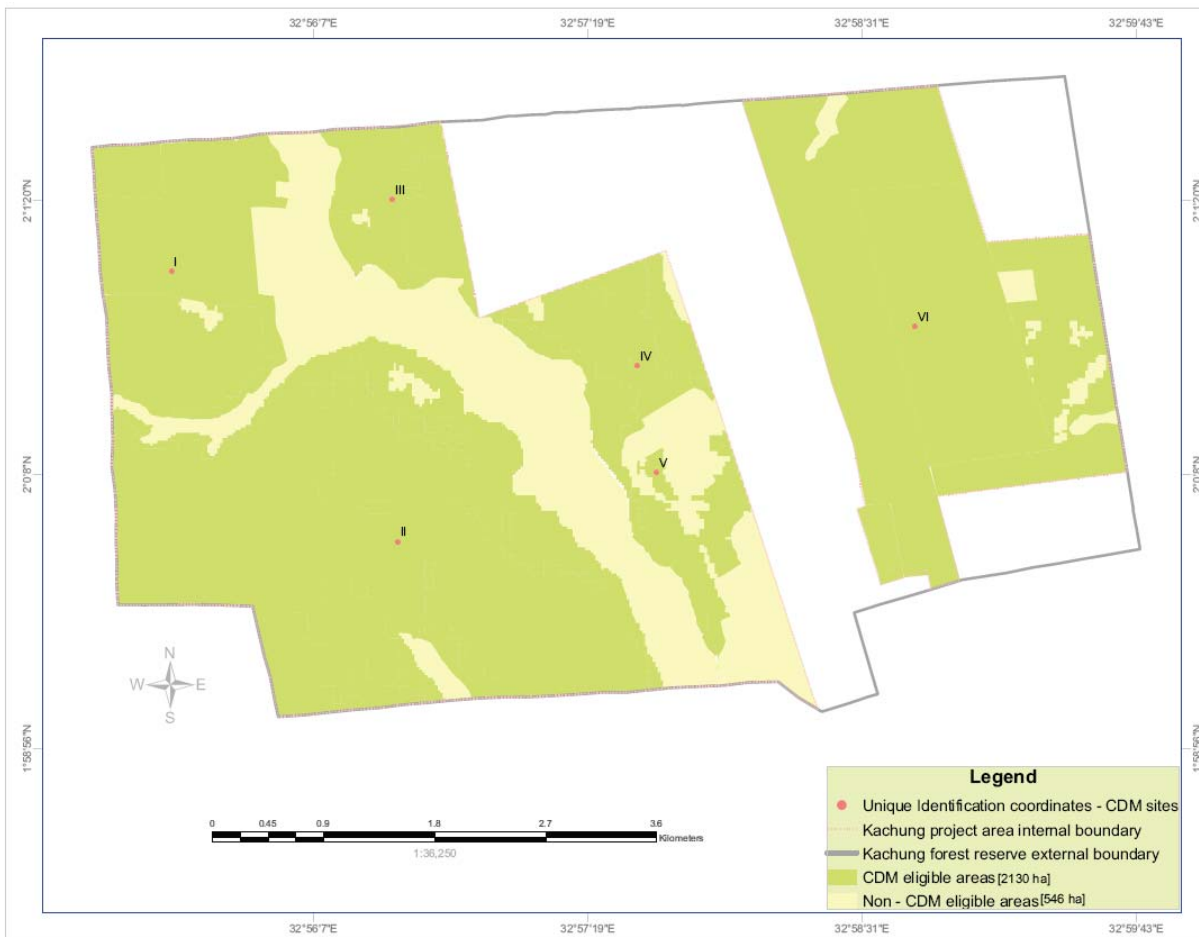 32°56'7"E 32°57'19"E 32°58'31"E 32°59'43"E
2°1'20"N 2°1'20"N
III
I
VI
IV
V
2°0'8"N 2°0'8"N
II
N
W E
S
1°58'56"N 1°58'56"N
Legend
Unique Identification coordinates - CDM sites
Kachung project area internal boundary
Kachung forest reserve external boundary
CDM eligible areas[2130 ha]
Non - CDM eligible areas[546 ha]
0 0.45 0.9 1.8 2.7 3.6
Kilometers
1:36,250
32°56'7"E 32°57'19"E 32°58'31"E 32°59'43"E